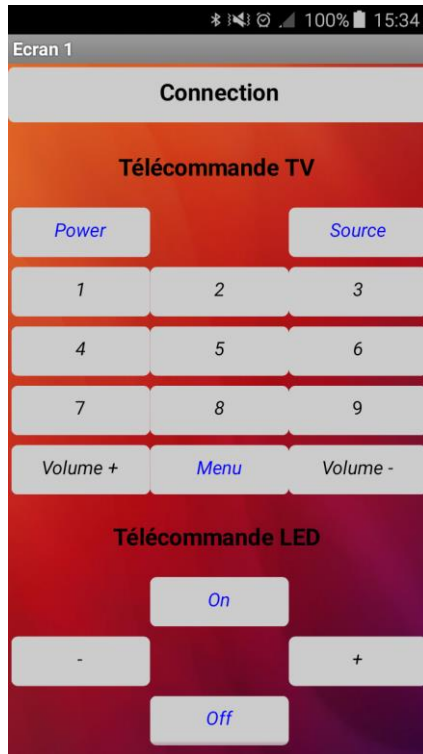 100% 15:34
Ecran 1
Connection
Télécommande TV
Power Source
1 2 3
4 5 6
7 8 9
Volume + Menu Volume -
Télécommande LED
On
- +
Off